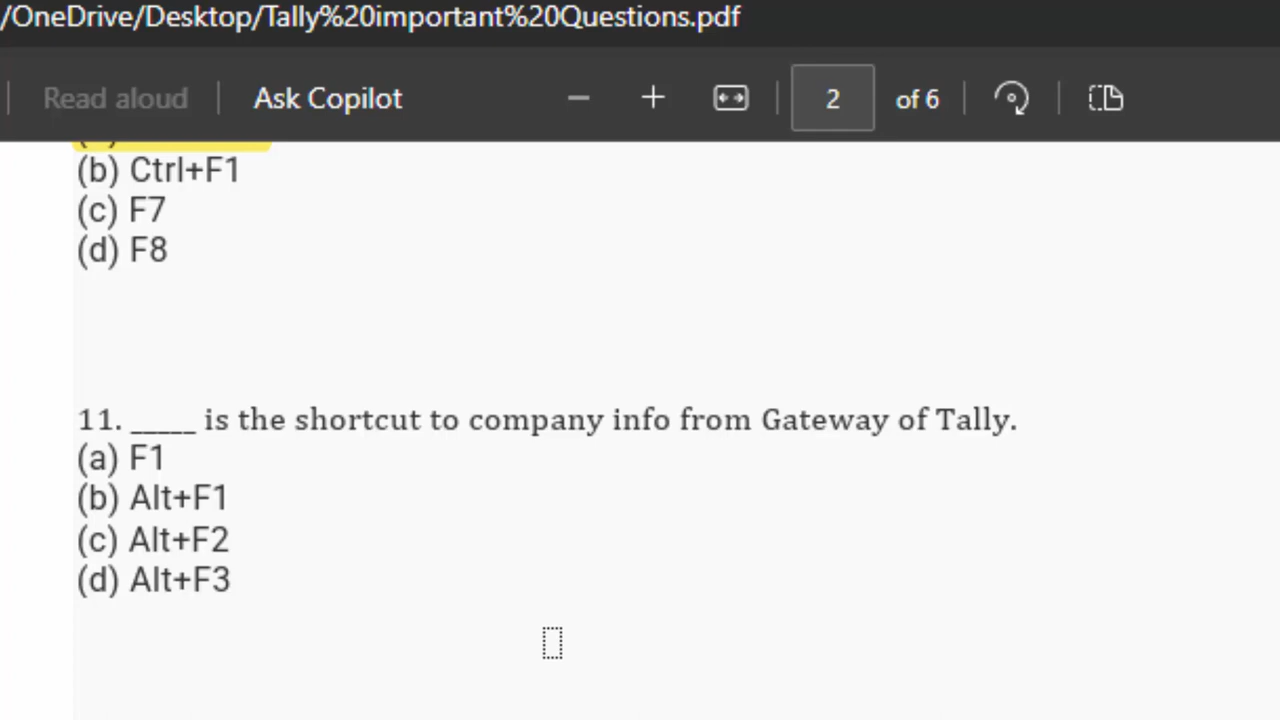 /OneDrive/Desktop/Tally%20important%20Questions.pdf
Read aloud Ask Copilot 2 of 6
(b) Ctrl+F1
(c) F7
(d) F8
11. _____ is the shortcut to company info from Gateway of Tally.
(a) F1
(b) Alt+F1
(c) Alt+F2
(d) Alt+F3